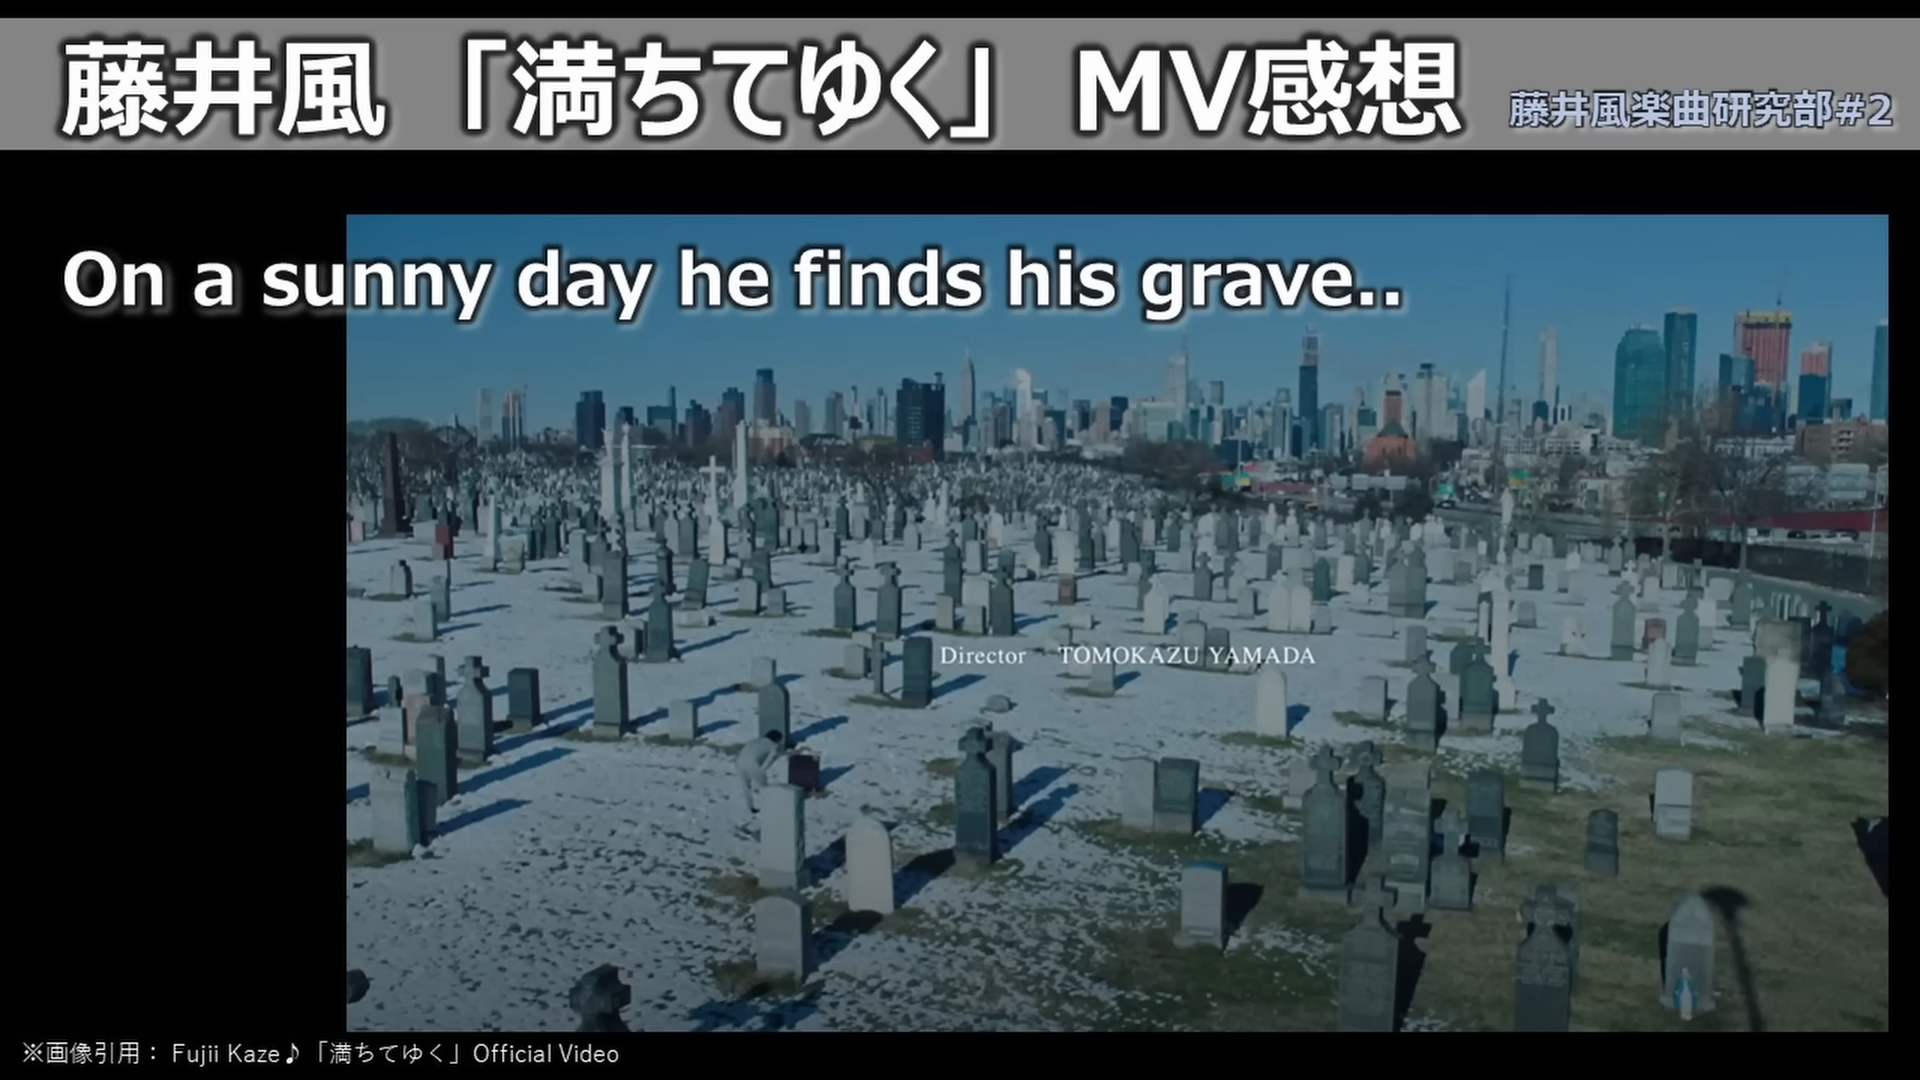 藤井風 「満ちてゆく」 MV感想
藤井風楽曲研究部#2
On a sunny day he finds his grave..
Director TOMOKAZU YAMADA
※画像引用： Fujii Kaze♪「満ちてゆく」Official Video